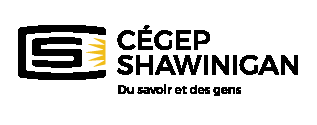 CÉGEP
SHAWINIGAN
Du savoir et des gens